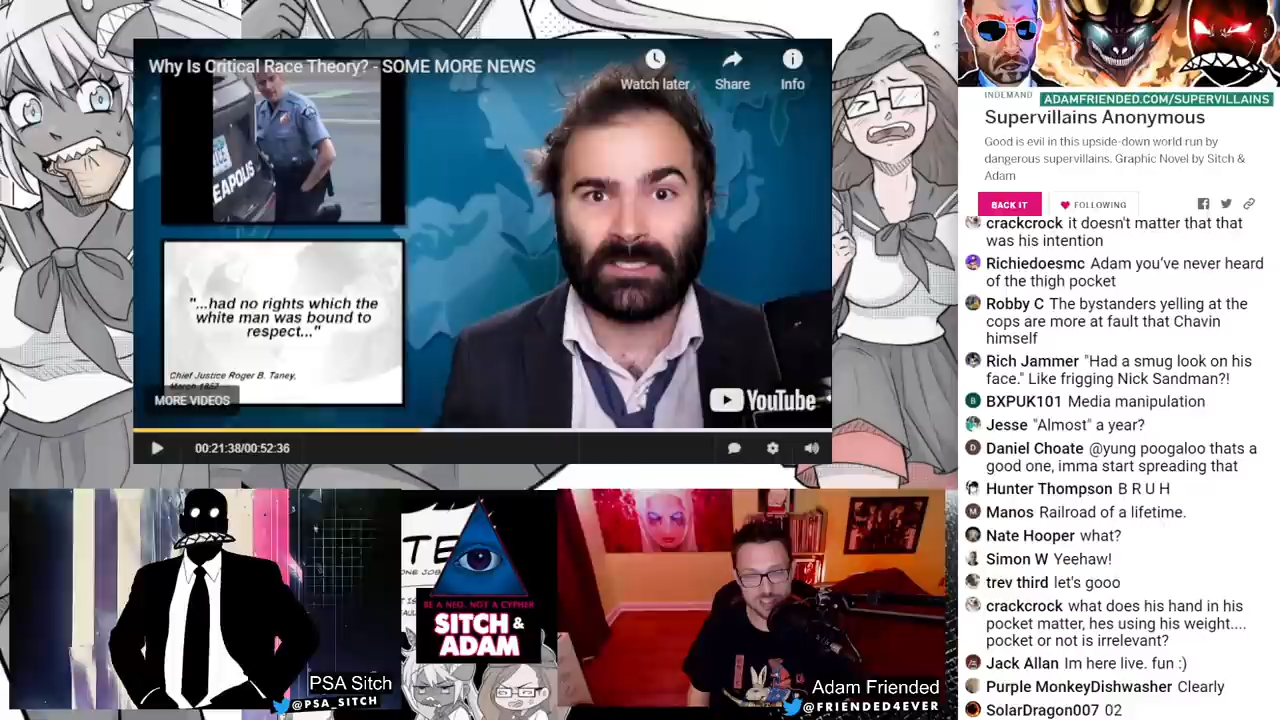 Why Is Critical Race Theory? - SOME MORE NEWS
Watch later
Share
Info
EAPOLIS
"...had no rights which the
white man was bound to
respect..."
Chief Justice Roger B. Taney,
March 1857
MORE VIDEOS
YouTube
00:21:38/00:52:36
INDEMAND
ADAMFRIENDED.COM/SUPERVILLAINS
Supervillains Anonymous
Good is evil in this upside-down world run by
dangerous supervillains. Graphic Novel by Sitch &
Adam
BACK IT
FOLLOWING
crackcrock it doesn't matter that that
was his intention
Richiedoesmc Adam you've never heard
of the thigh pocket
Robby C The bystanders yelling at the
cops are more at fault that Chavin
himself
Rich Jammer "Had a smug look on his
face." Like frigging Nick Sandman?!
B
BXPUK101 Media manipulation
Jesse "Almost" a year?
D
Daniel Choate @yung poogaloo thats a
good one, imma start spreading that
Hunter Thompson B R U H
M
Manos Railroad of a lifetime.
Nate Hooper what?
Simon W Yeehaw!
trev third let's gooo
crackcrock what does his hand in his
pocket matter, hes using his weight....
pocket or not is irrelevant?
Jack Allan Im here live. fun :)
Purple MonkeyDishwasher Clearly
SolarDragon007 02
TE
ONE JOB
BE A NEO, NOT A CYPHER
SITCH &
ADAM
PSA Sitch
@PSA_SITCH
Adam Friended
@FRIENDED4EVER